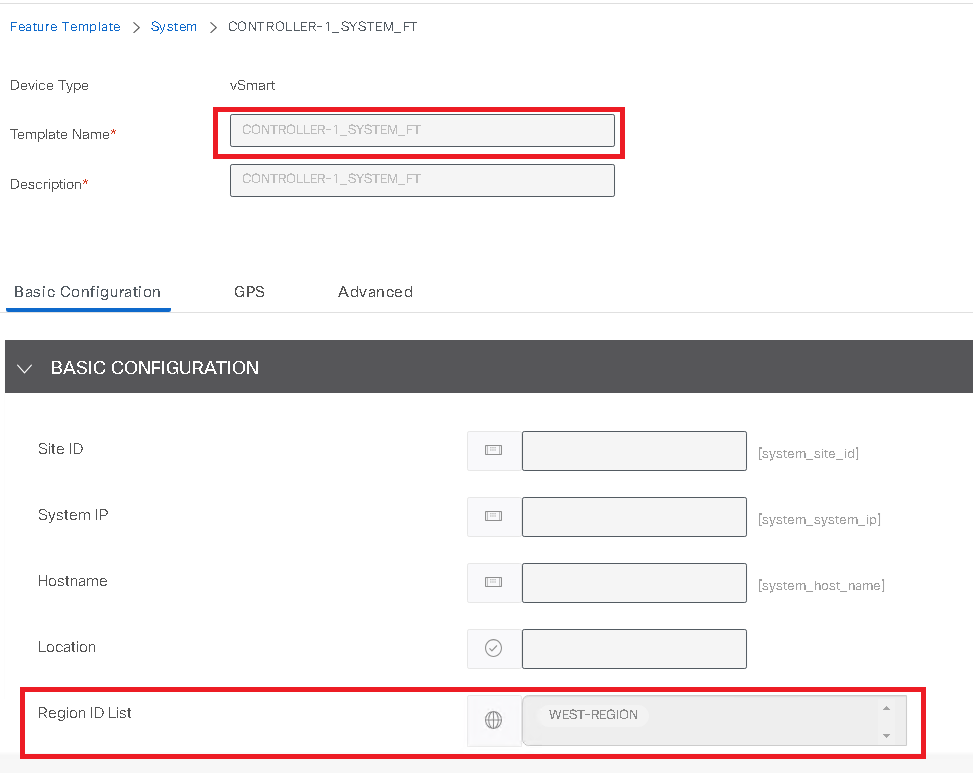 Feature Template > System > CONTROLLER-1_SYSTEM_FT
Device Type vSmart
Template Name* CONTROLLER-1_SYSTEM_FT
Description* CONTROLLER-1_SYSTEM_FT
Basic Configuration GPS Advanced
BASIC CONFIGURATION
Site ID [system_site_id]
System IP [system_system_ip]
Hostname [system_host_name]
Location
Region ID List WEST-REGION